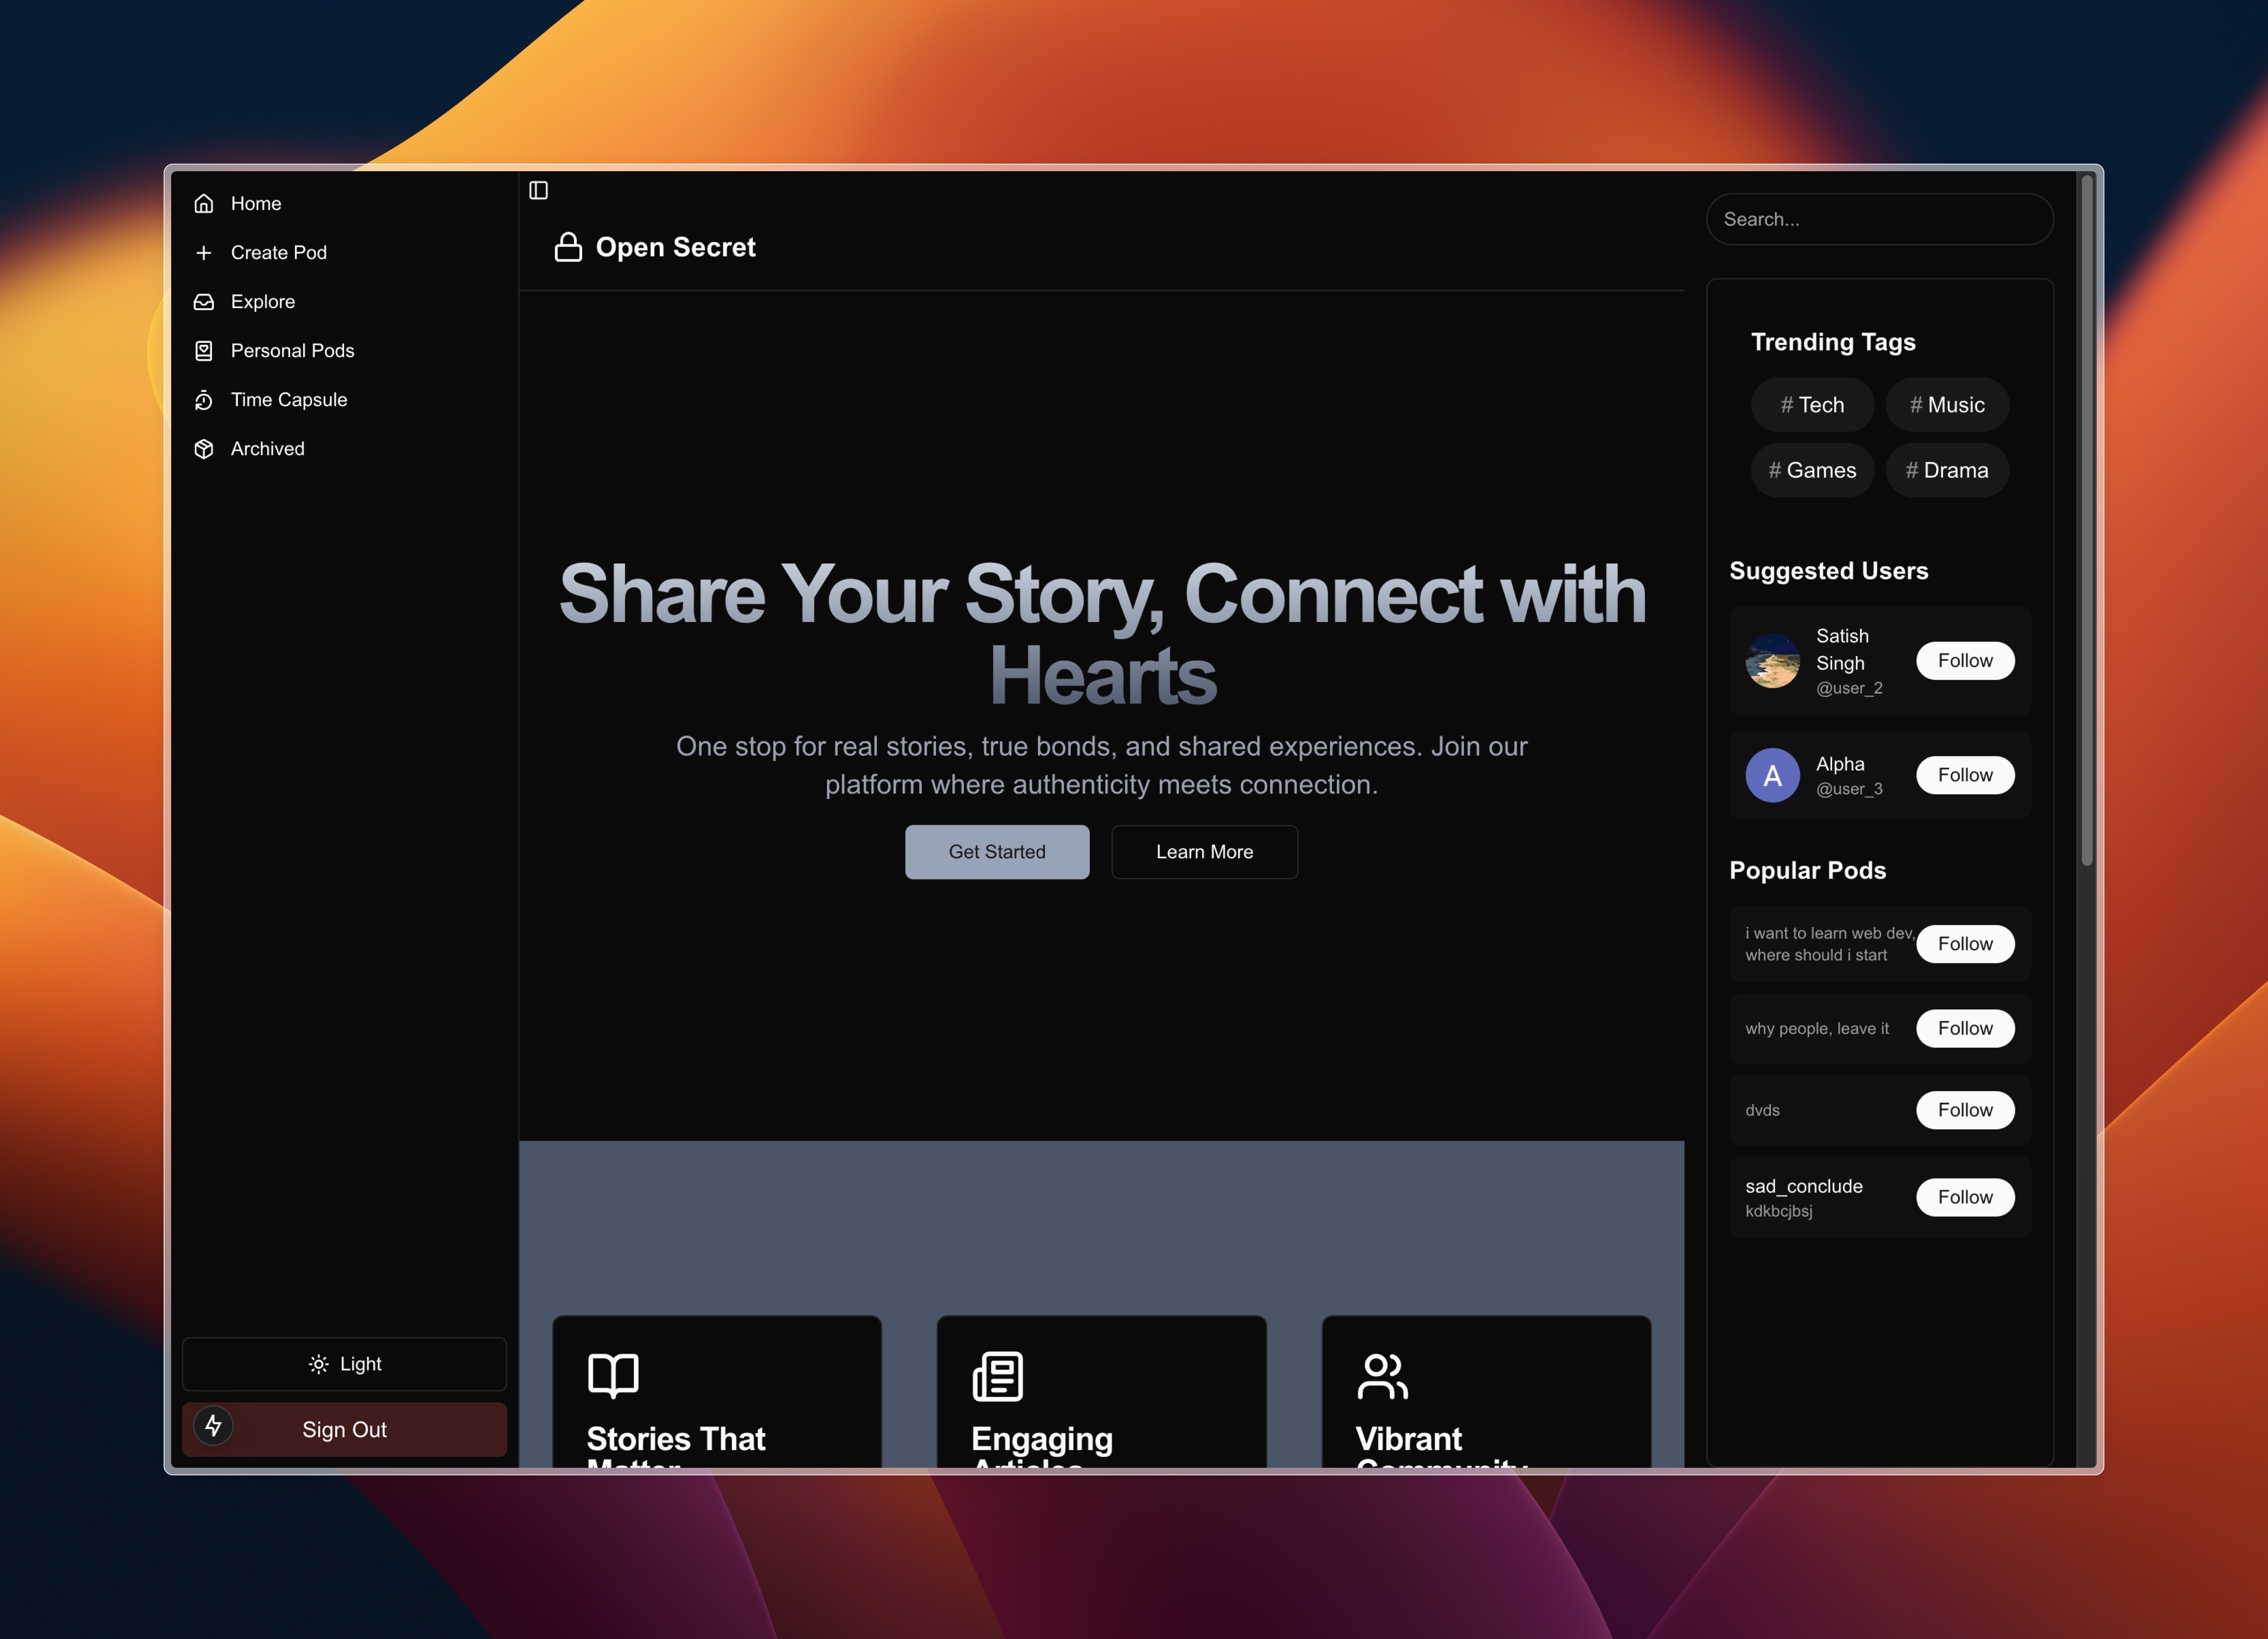 Home
Create Pod
Explore
Personal Pods
Time Capsule
Archived
Light
Sign Out
Open Secret
Share Your Story, Connect with
Hearts
One stop for real stories, true bonds, and shared experiences. Join our
platform where authenticity meets connection.
Get Started
Learn More
Stories That
Matter
Engaging
Articles
Vibrant
Community
Search...
Trending Tags
# Tech
# Music
# Games
# Drama
Suggested Users
Satish
Singh
@user_2
Follow
A
Alpha
@user_3
Follow
Popular Pods
i want to learn web dev,
where should i start
Follow
why people, leave it
Follow
dvds
Follow
sad_conclude
kdkbcjbsj
Follow